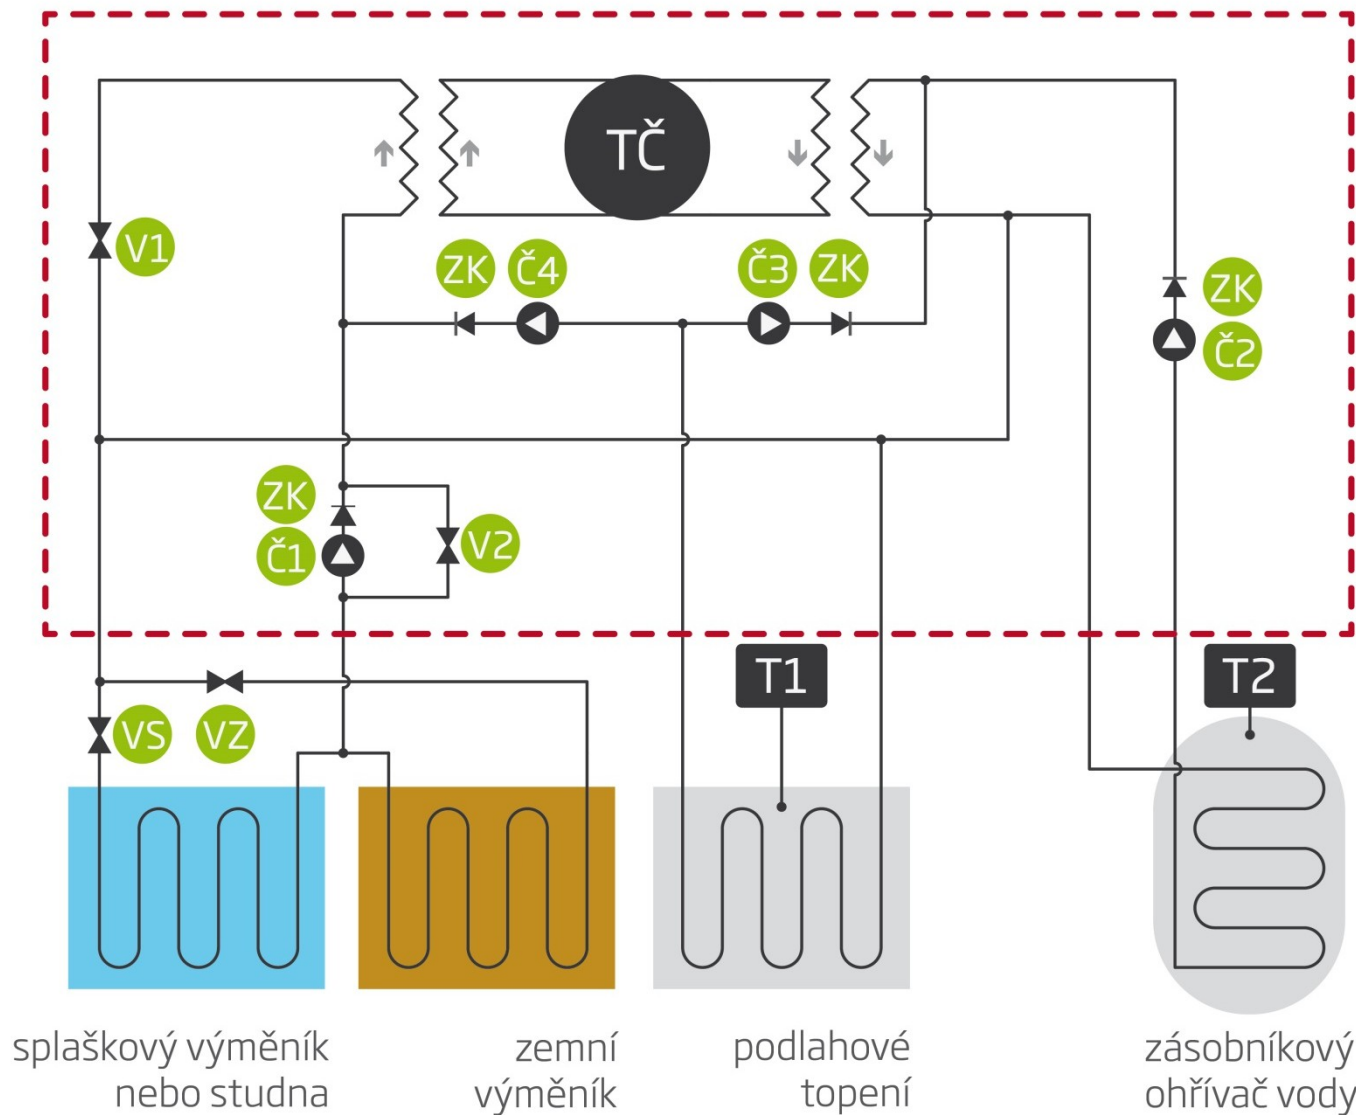 TČ
V1
ZK
Č4
Č3
ZK
ZK
Č2
ZK
Č1
V2
T1
T2
VS
VZ
splaškový výměník
nebo studna
zemní
výměník
podlahové
topení
zásobníkový
ohřívač vody